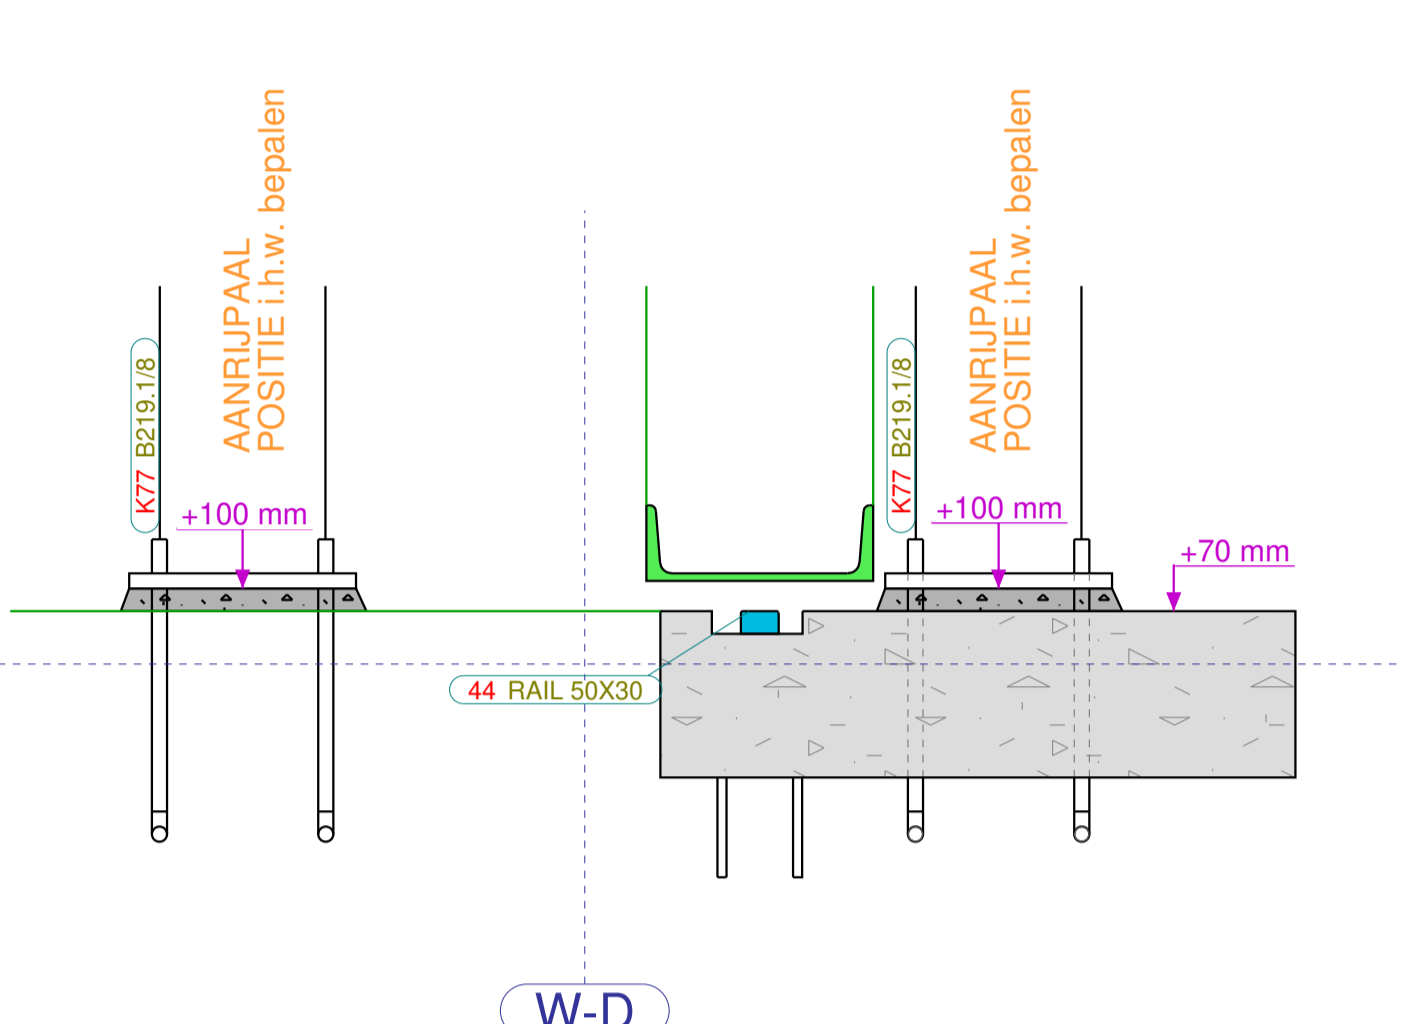 AANRIJPAAL
POSITIE i.h.w. bepalen
K77 B219.1/8
+100 mm
AANRIJPAAL
POSITIE i.h.w. bepalen
K77 B219.1/8
+100 mm
+70 mm
44 RAIL 50X30
W-D